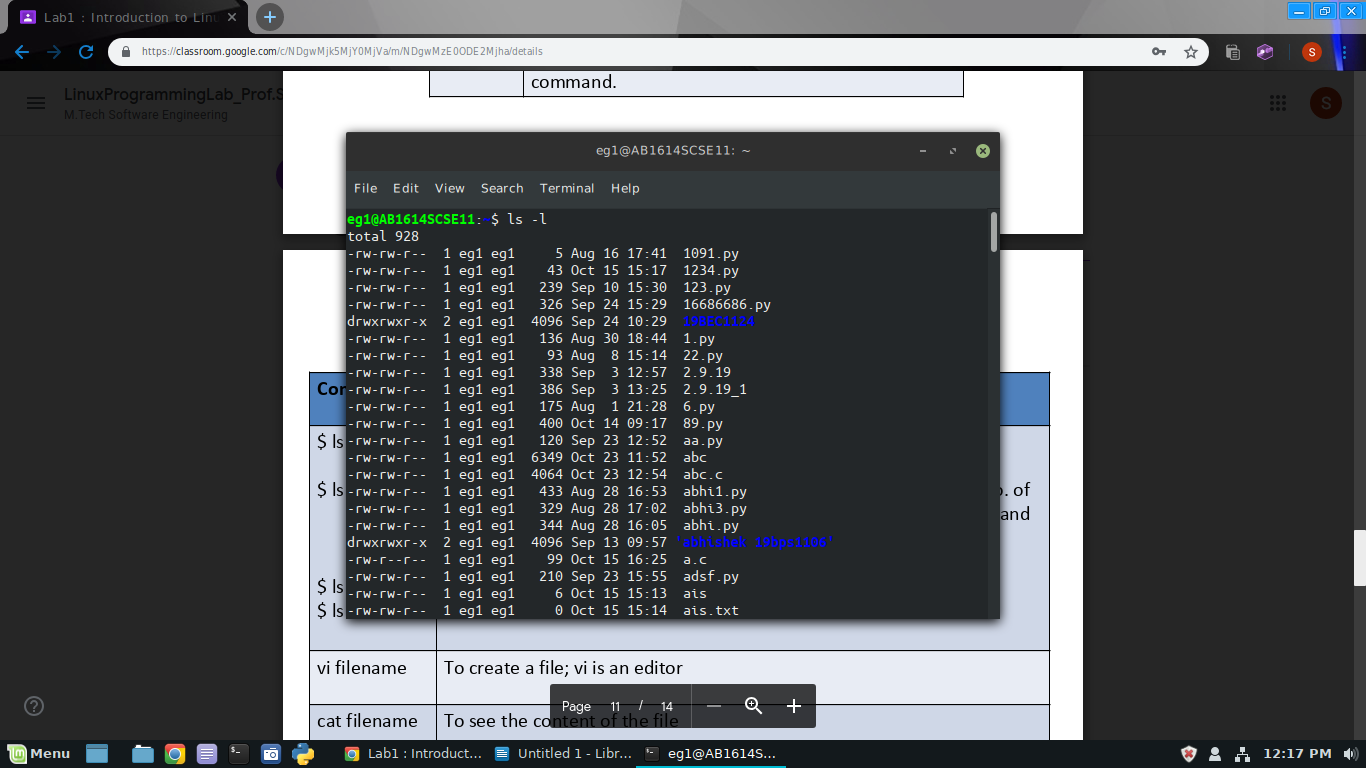 Lab1 : Introduction to Linu
https://classroom.google.com/c/NDgwMjk5MjY0MjVa/m/NDgwMzE0ODE2Mjha/details
S
command.
LinuxProgrammingLab_Prof.S
M.Tech Software Engineering
S
eg1@AB1614SCSE11: ~
File Edit View Search Terminal Help
eg1@AB1614SCSE11:~$ ls -l
total 928
-rw-rw-r-- 1 eg1 eg1 5 Aug 16 17:41 1091.py
-rw-rw-r-- 1 eg1 eg1 43 Oct 15 15:17 1234.py
-rw-rw-r-- 1 eg1 eg1 239 Sep 10 15:30 123.py
-rw-rw-r-- 1 eg1 eg1 326 Sep 24 15:29 16686686.py
drwxrwxr-x 2 eg1 eg1 4096 Sep 24 10:29 19BEC1124
-rw-rw-r-- 1 eg1 eg1 136 Aug 30 18:44 1.py
-rw-rw-r-- 1 eg1 eg1 93 Aug 8 15:14 22.py
-rw-rw-r-- 1 eg1 eg1 338 Sep 3 12:57 2.9.19
-rw-rw-r-- 1 eg1 eg1 386 Sep 3 13:25 2.9.19_1
-rw-rw-r-- 1 eg1 eg1 175 Aug 1 21:28 6.py
-rw-rw-r-- 1 eg1 eg1 400 Oct 14 09:17 89.py
-rw-rw-r-- 1 eg1 eg1 120 Sep 23 12:52 aa.py
-rw-rw-r-- 1 eg1 eg1 6349 Oct 23 11:52 abc
-rw-rw-r-- 1 eg1 eg1 4064 Oct 23 12:54 abc.c
-rw-rw-r-- 1 eg1 eg1 433 Aug 28 16:53 abhi1.py
-rw-rw-r-- 1 eg1 eg1 329 Aug 28 17:02 abhi3.py
-rw-rw-r-- 1 eg1 eg1 344 Aug 28 16:05 abhi.py
drwxrwxr-x 2 eg1 eg1 4096 Sep 13 09:57 'abhishek 19bps1106'
-rw-r--r-- 1 eg1 eg1 99 Oct 15 16:25 a.c
-rw-rw-r-- 1 eg1 eg1 210 Sep 23 15:55 adsf.py
-rw-rw-r-- 1 eg1 eg1 6 Oct 15 15:13 ais
-rw-rw-r-- 1 eg1 eg1 0 Oct 15 15:14 ais.txt
Con
$ ls
$ ls
o. of
and
$ ls
$ ls
vi filename To create a file; vi is an editor
cat filename To see the content of the file
Page 11 / 14
Menu
Lab1 : Introduct...
Untitled 1 - Libr...
eg1@AB1614S...
12:17 PM